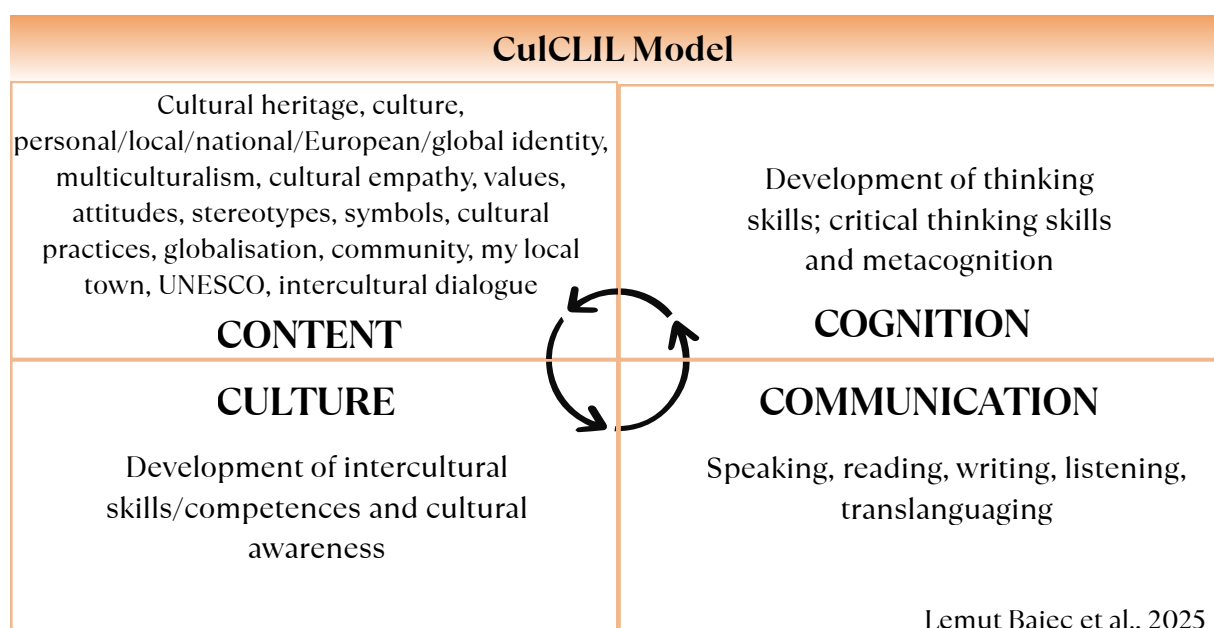 CulCLIL Model
Cultural heritage, culture,
personal/local/national/European/global identity,
multiculturalism, cultural empathy, values,
attitudes, stereotypes, symbols, cultural
practices, globalisation, community, my local
town, UNESCO, intercultural dialogue
CONTENT
Development of thinking
skills; critical thinking skills
and metacognition
COGNITION
CULTURE
Development of intercultural
skills/competences and cultural
awareness
COMMUNICATION
Speaking, reading, writing, listening,
translanguaging
Lemut Bajec et al., 2025